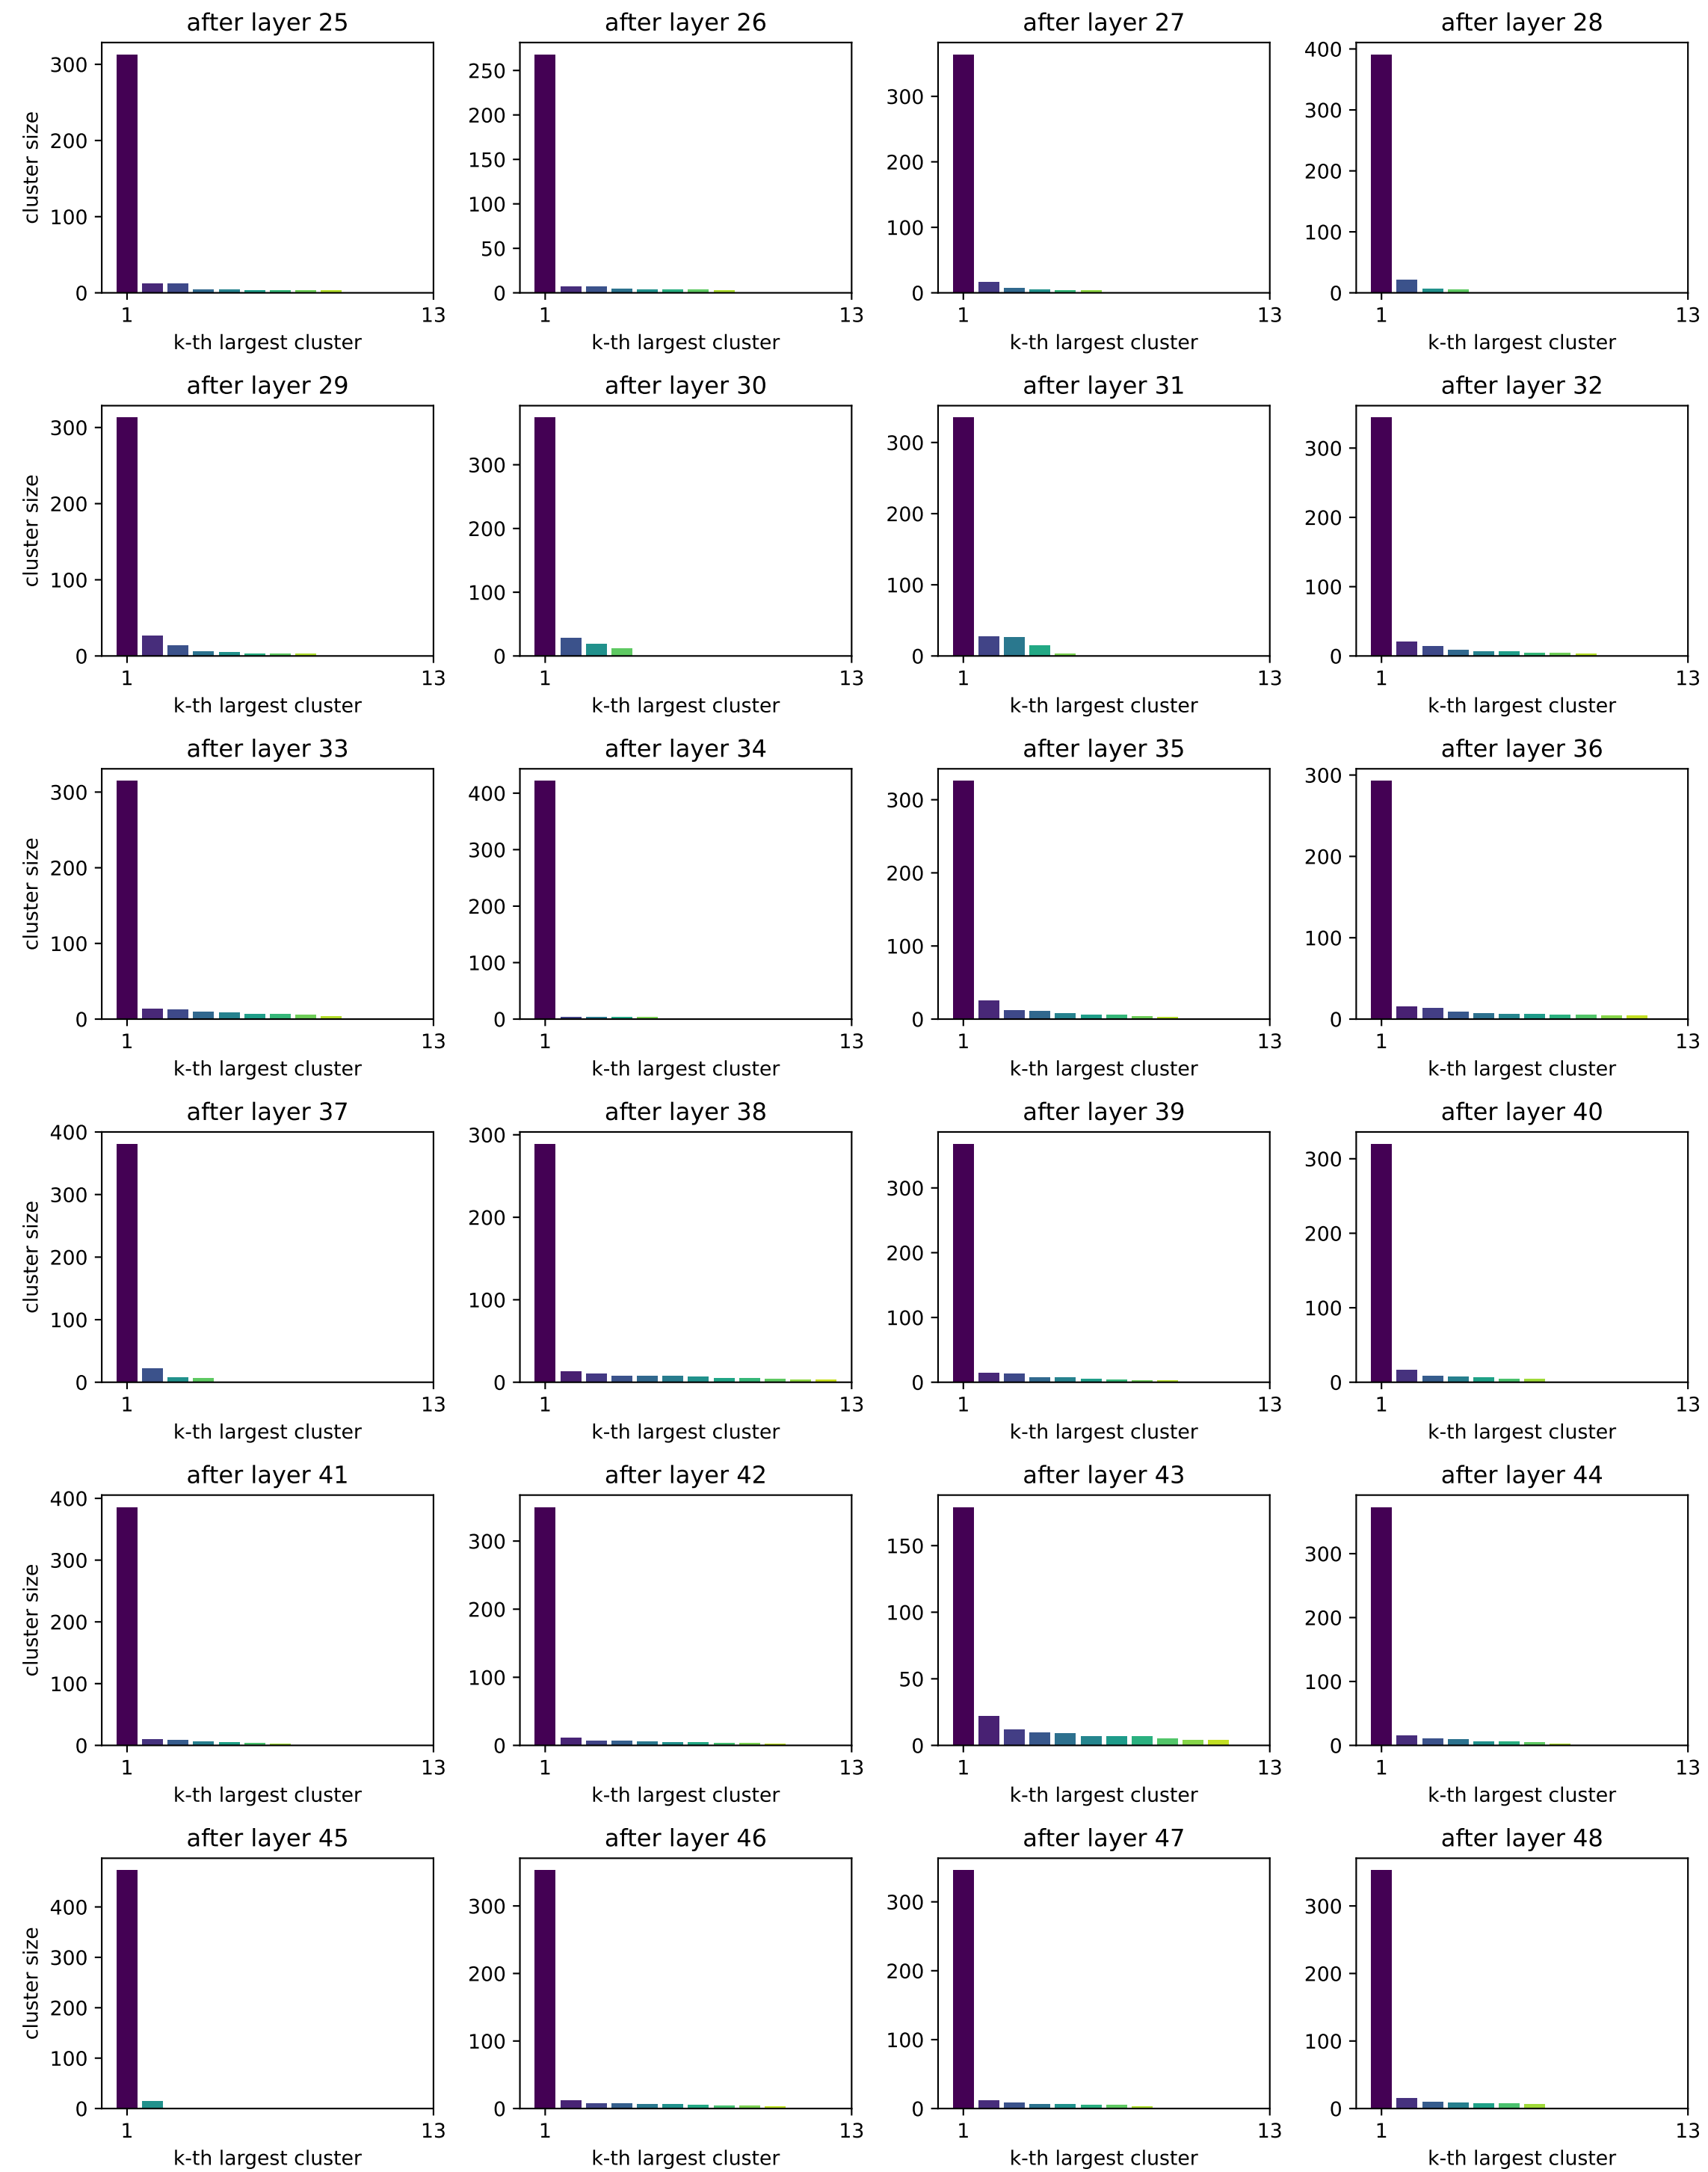 after layer 25
300
200
100
0
cluster size
1
13
k-th largest cluster
after layer 26
250
200
150
100
50
0
1
13
k-th largest cluster
after layer 27
300
200
100
0
1
13
k-th largest cluster
after layer 28
400
300
200
100
0
1
13
k-th largest cluster
after layer 29
300
200
100
0
cluster size
1
13
k-th largest cluster
after layer 30
300
200
100
0
1
13
k-th largest cluster
after layer 31
300
200
100
0
1
13
k-th largest cluster
after layer 32
300
200
100
0
1
13
k-th largest cluster
after layer 33
300
200
100
0
cluster size
1
13
k-th largest cluster
after layer 34
400
300
200
100
0
1
13
k-th largest cluster
after layer 35
300
200
100
0
1
13
k-th largest cluster
after layer 36
300
200
100
0
1
13
k-th largest cluster
after layer 37
400
300
200
100
0
cluster size
1
13
k-th largest cluster
after layer 38
300
200
100
0
1
13
k-th largest cluster
after layer 39
300
200
100
0
1
13
k-th largest cluster
after layer 40
300
200
100
0
1
13
k-th largest cluster
after layer 41
400
300
200
100
0
cluster size
1
13
k-th largest cluster
after layer 42
300
200
100
0
1
13
k-th largest cluster
after layer 43
150
100
50
0
1
13
k-th largest cluster
after layer 44
300
200
100
0
1
13
k-th largest cluster
after layer 45
400
300
200
100
0
cluster size
1
13
k-th largest cluster
after layer 46
300
200
100
0
1
13
k-th largest cluster
after layer 47
300
200
100
0
1
13
k-th largest cluster
after layer 48
300
200
100
0
1
13
k-th largest cluster